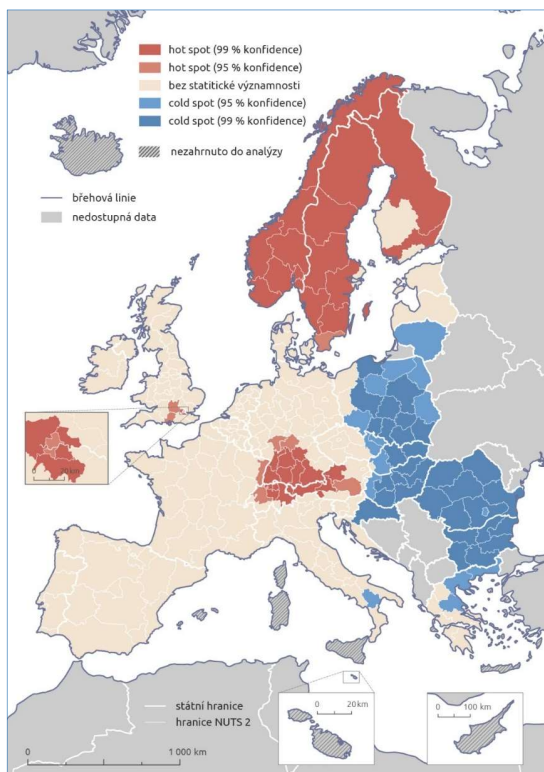 hot spot (99 % konfidence)
hot spot (95 % konfidence)
bez statitické významnosti
cold spot (95 % konfidence)
cold spot (99 % konfidence)
nezahrnuto do analýzy
břehová linie
nedostupná data
0 20 km
státní hranice
hranice NUTS 2
0 1 000 km
0 20 km
0 100 km